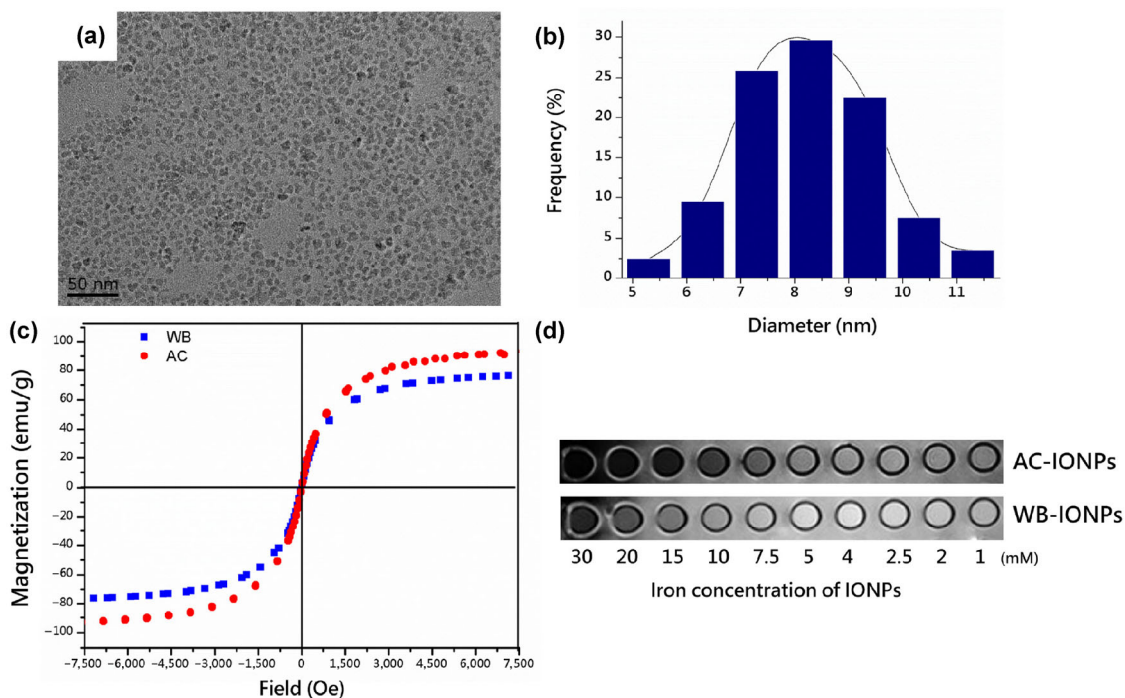 (a)
50 nm
(b)
Frequency (%)
30
25
20
15
10
5
0
5 6 7 8 9 10 11
Diameter (nm)
(c)
WB
AC
Magnetization (emu/g)
100
80
60
40
20
0
−20
−40
−60
−80
−100
−7,500 −6,000 −4,500 −3,000 −1,500 0 1,500 3,000 4,500 6,000 7,500
Field (Oe)
(d)
AC-IONPs
WB-IONPs
30 20 15 10 7.5 5 4 2.5 2 1 (mM)
Iron concentration of IONPs